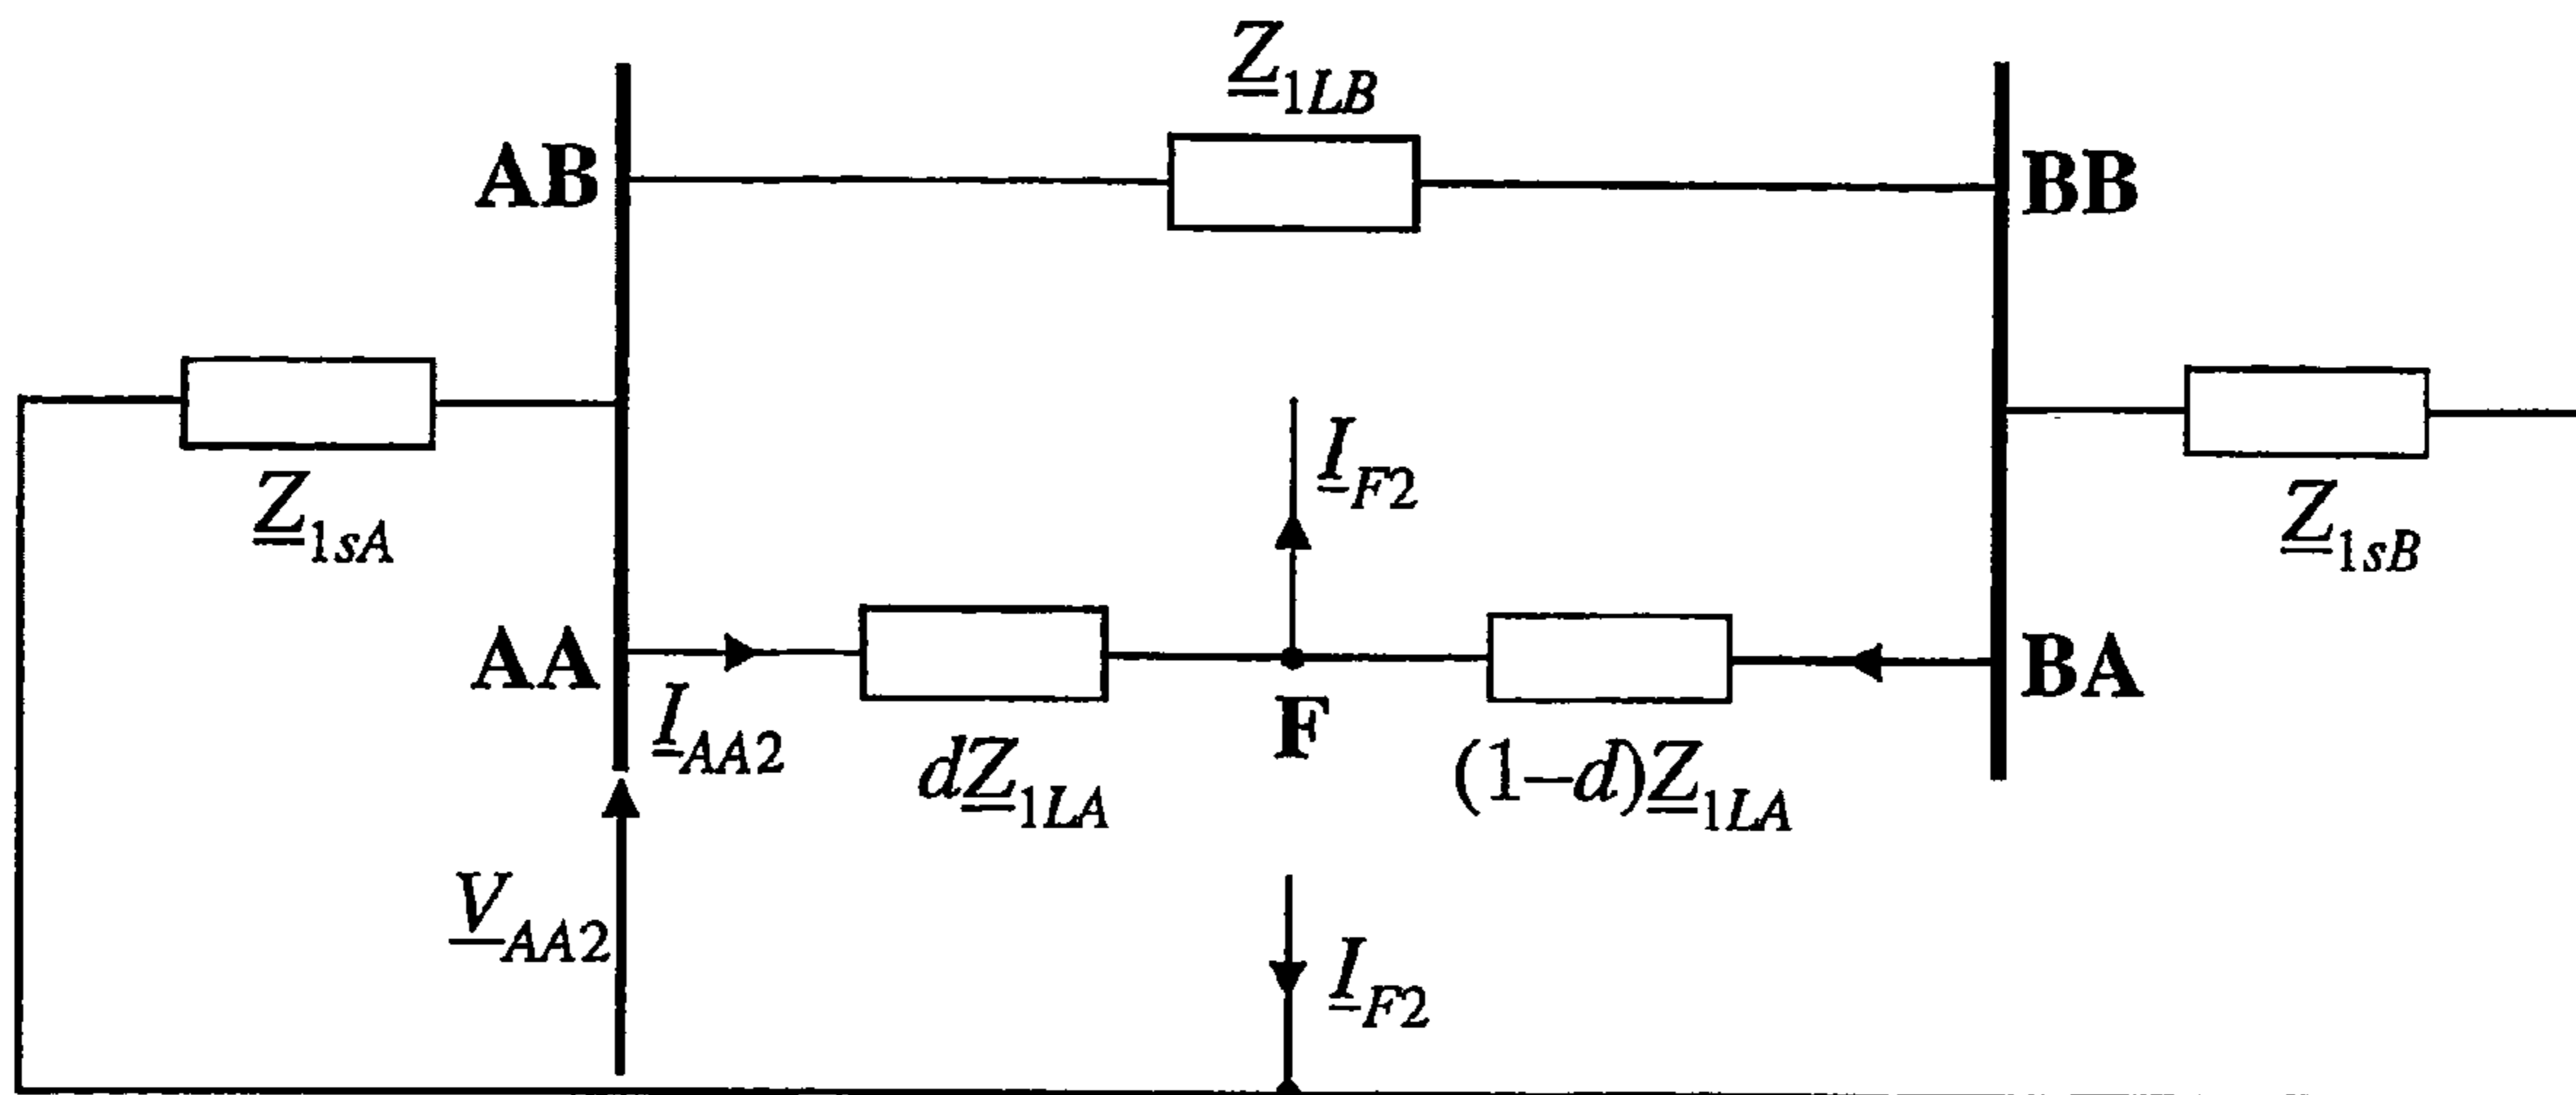 Z1LB
AB
BB
Z1sA
IF2
Z1sB
AA
BA
IAA2
dZ1LA
F
(1–d)Z1LA
VAA2
IF2